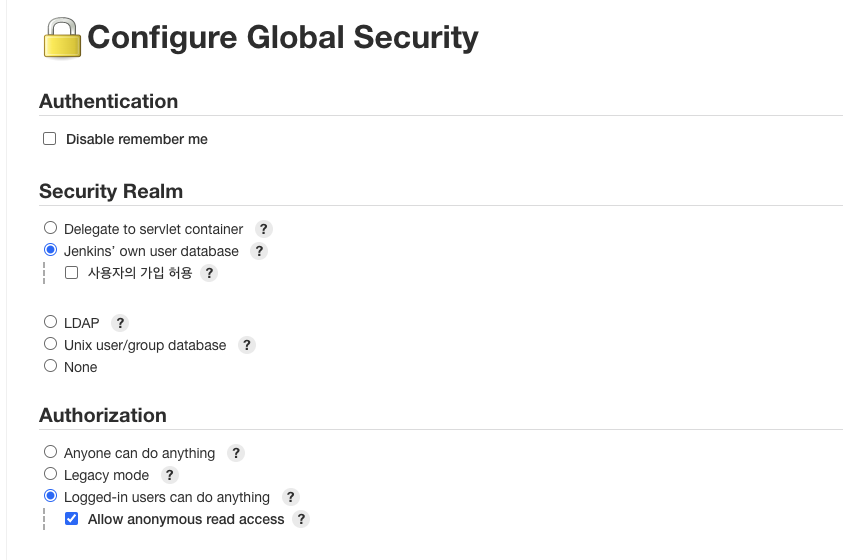 Configure Global Security
Authentication
Disable remember me
Security Realm
Delegate to servlet container ?
Jenkins’ own user database ?
사용자의 가입 허용 ?
LDAP ?
Unix user/group database ?
None
Authorization
Anyone can do anything ?
Legacy mode ?
Logged-in users can do anything ?
Allow anonymous read access ?